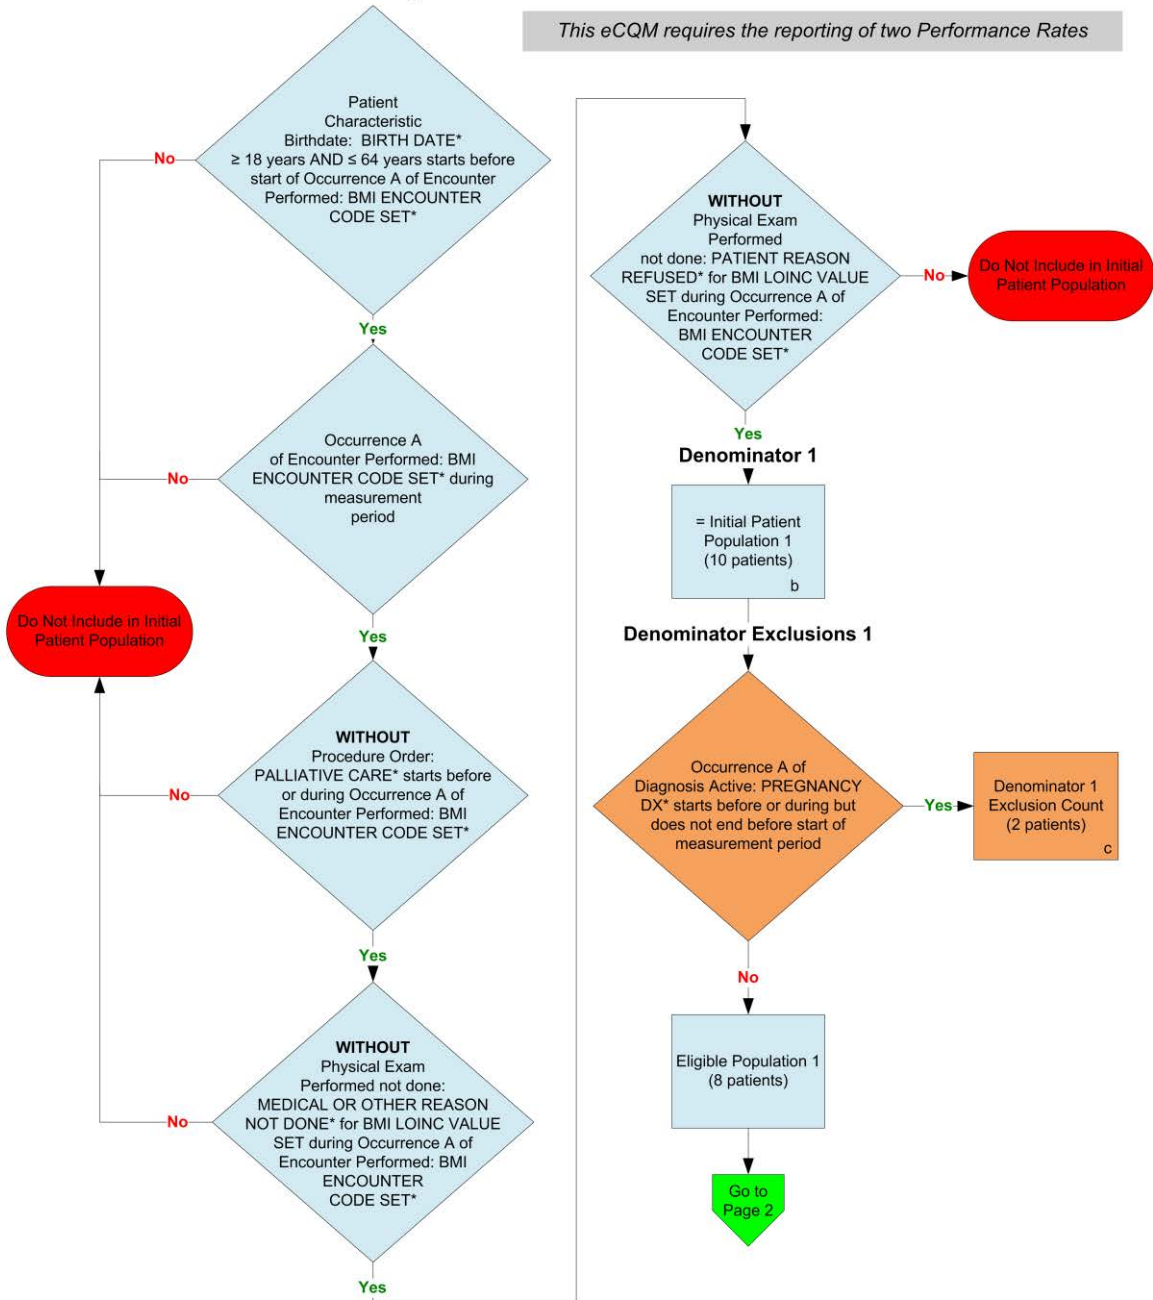 This eCQM requires the reporting of two Performance Rates
Patient
Characteristic
Birthdate: BIRTH DATE*
≥ 18 years AND ≤ 64 years starts before
start of Occurrence A of Encounter
Performed: BMI ENCOUNTER
CODE SET*
No
Yes
Occurrence A
of Encounter Performed: BMI
ENCOUNTER CODE SET* during
measurement
period
No
Do Not Include in Initial
Patient Population
Yes
WITHOUT
Procedure Order:
PALLIATIVE CARE* starts before
or during Occurrence A of
Encounter Performed: BMI
ENCOUNTER CODE SET*
No
Yes
WITHOUT
Physical Exam
Performed not done:
MEDICAL OR OTHER REASON
NOT DONE* for BMI LOINC VALUE
SET during Occurrence A of
Encounter Performed: BMI
ENCOUNTER
CODE SET*
No
Yes
WITHOUT
Physical Exam
Performed
not done: PATIENT REASON
REFUSED* for BMI LOINC VALUE
SET during Occurrence A of
Encounter Performed:
BMI ENCOUNTER
CODE SET*
No
Do Not Include in Initial
Patient Population
Yes
Denominator 1
= Initial Patient
Population 1
(10 patients)
b
Denominator Exclusions 1
Occurrence A of
Diagnosis Active: PREGNANCY
DX* starts before or during but
does not end before start of
measurement period
Yes
Denominator 1
Exclusion Count
(2 patients)
c
No
Eligible Population 1
(8 patients)
Go to
Page 2